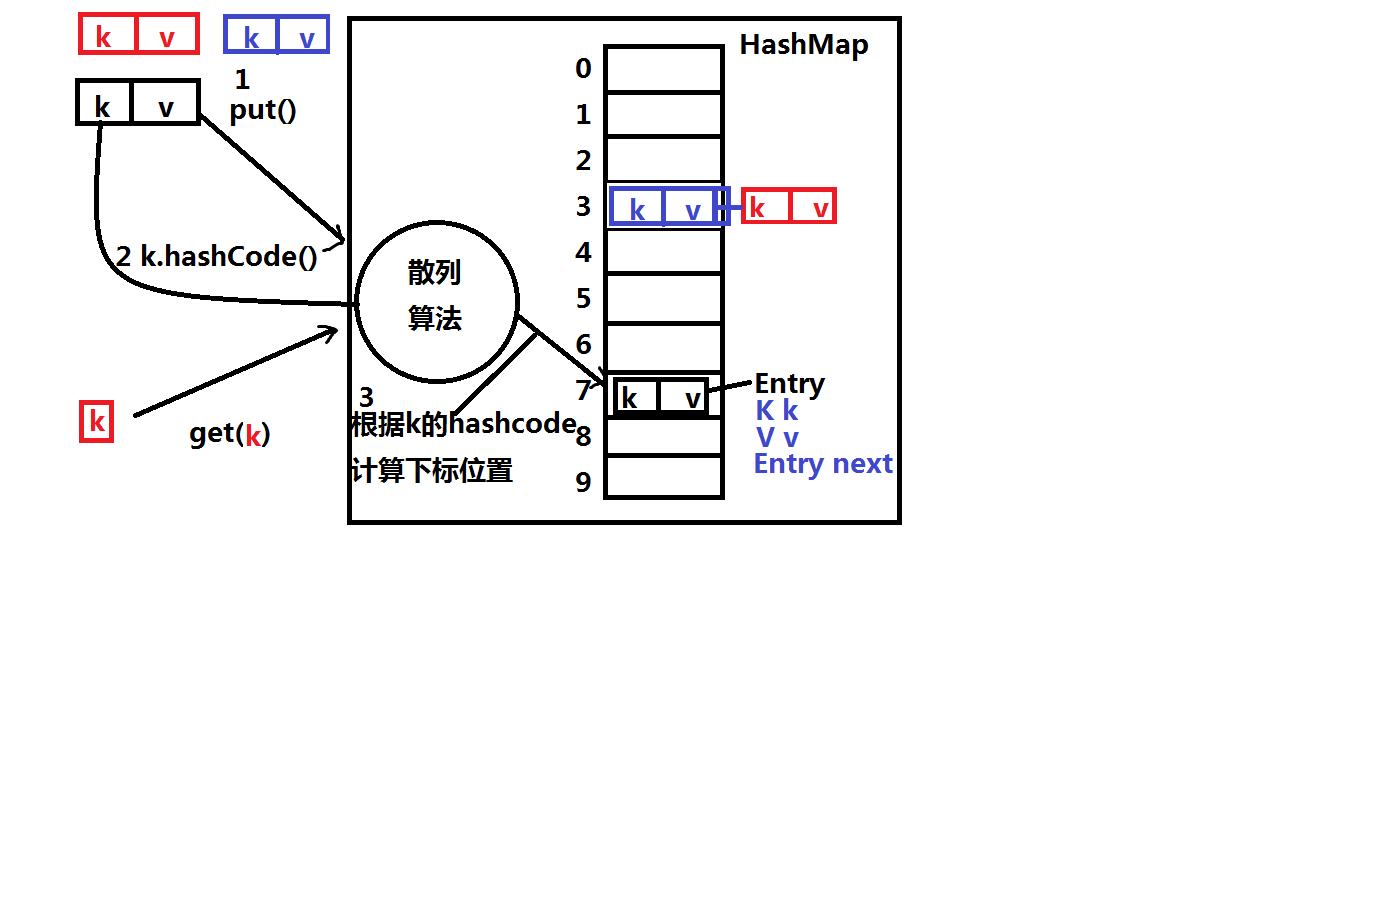 k v
k v
HashMap
k v
1
put()
2 k.hashCode()
散列
算法
3
根据k的hashcode
计算下标位置
k
get(k)
0
1
2
3
k v
k v
4
5
6
7
k v
Entry
K k
V v
Entry next
8
9